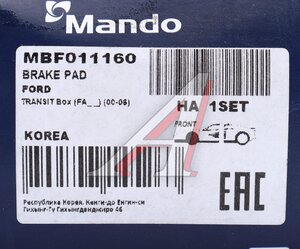 Mando
MBF011160
BRAKE PAD
FORD
TRANSIT Box (FA_ _) (00-06)
HA 1SET
FRONT
KOREA
EAC
Республика Корея, Кенги-до Енгин-си